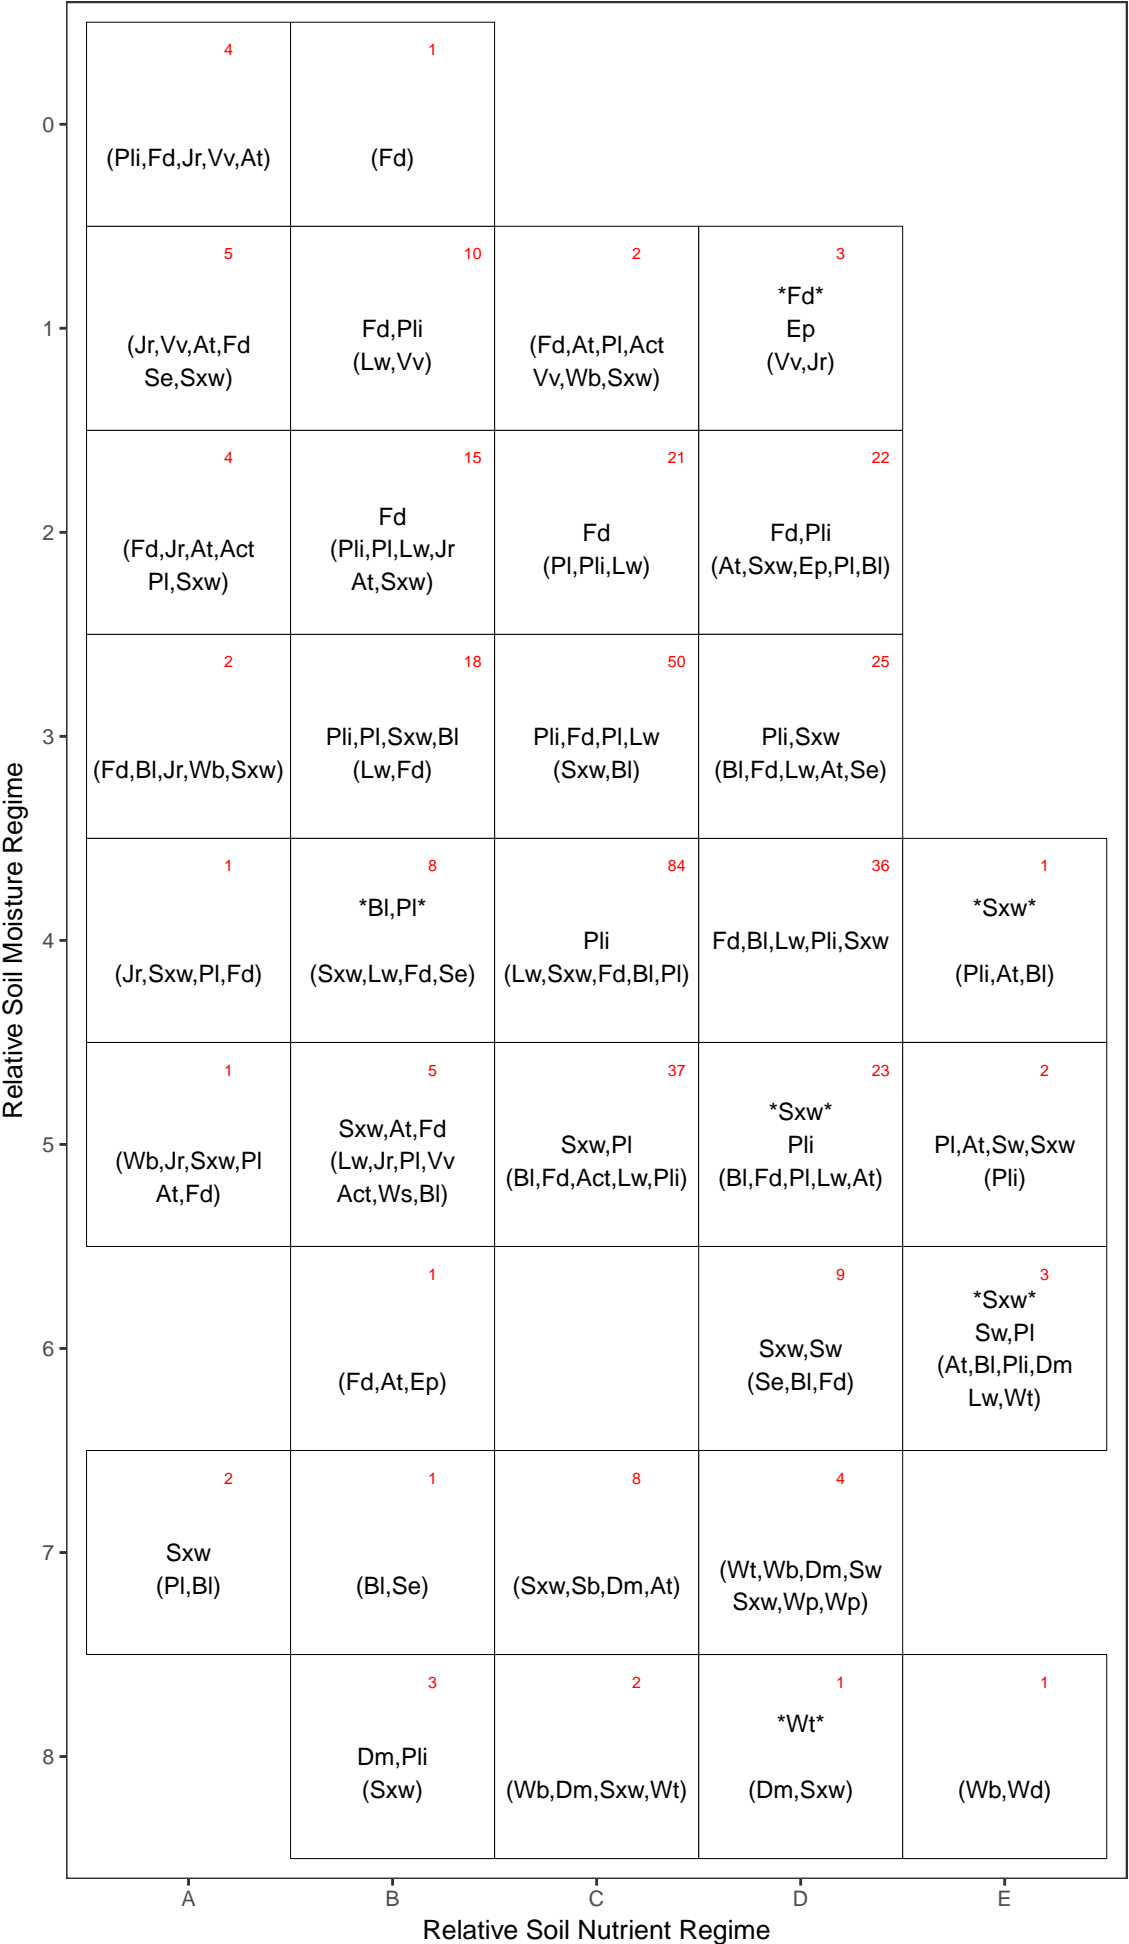 4
1
0
(Pli,Fd,Jr,Vv,At)
(Fd)
5
10
2
3
1
(Jr,Vv,At,Fd
Se,Sxw)
Fd,Pli
(Lw,Vv)
(Fd,At,Pl,Act
Vv,Wb,Sxw)
*Fd*
Ep
(Vv,Jr)
4
15
21
22
2
(Fd,Jr,At,Act
Pl,Sxw)
Fd
(Pli,Pl,Lw,Jr
At,Sxw)
Fd
(Pl,Pli,Lw)
Fd,Pli
(At,Sxw,Ep,Pl,Bl)
2
18
50
25
3
(Fd,Bl,Jr,Wb,Sxw)
Pli,Pl,Sxw,Bl
(Lw,Fd)
Pli,Fd,Pl,Lw
(Sxw,Bl)
Pli,Sxw
(Bl,Fd,Lw,At,Se)
1
8
84
36
1
4
(Jr,Sxw,Pl,Fd)
*Bl,Pl*
(Sxw,Lw,Fd,Se)
Pli
(Lw,Sxw,Fd,Bl,Pl)
Fd,Bl,Lw,Pli,Sxw
*Sxw*
(Pli,At,Bl)
1
5
37
23
2
5
(Wb,Jr,Sxw,Pl
At,Fd)
Sxw,At,Fd
(Lw,Jr,Pl,Vv
Act,Ws,Bl)
Sxw,Pl
(Bl,Fd,Act,Lw,Pli)
*Sxw*
Pli
(Bl,Fd,Pl,Lw,At)
Pl,At,Sw,Sxw
(Pli)
1
9
3
6
(Fd,At,Ep)
Sxw,Sw
(Se,Bl,Fd)
*Sxw*
Sw,Pl
(At,Bl,Pli,Dm
Lw,Wt)
2
1
8
4
7
Sxw
(Pl,Bl)
(Bl,Se)
(Sxw,Sb,Dm,At)
(Wt,Wb,Dm,Sw
Sxw,Wp,Wp)
3
2
1
1
8
Dm,Pli
(Sxw)
(Wb,Dm,Sxw,Wt)
*Wt*
(Dm,Sxw)
(Wb,Wd)
A
B
C
D
E
Relative Soil Nutrient Regime
Relative Soil Moisture Regime